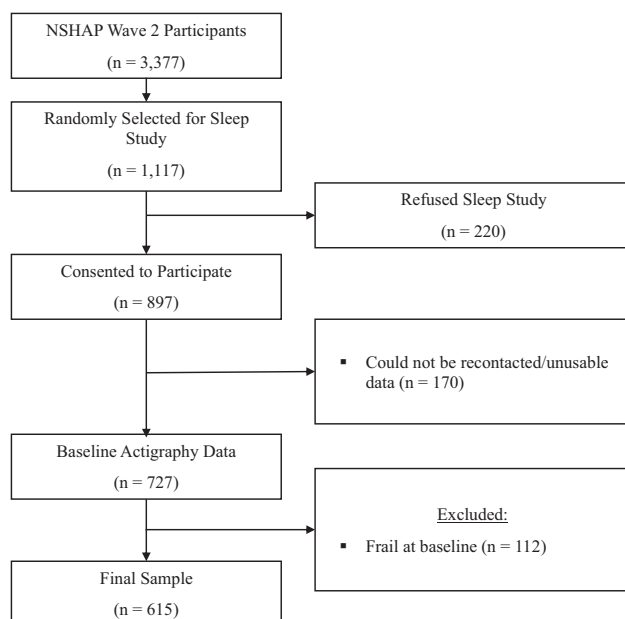 NSHAP Wave 2 Participants
(n = 3,377)
Randomly Selected for Sleep
Study
(n = 1,117)
Refused Sleep Study
(n = 220)
Consented to Participate
(n = 897)
▪ Could not be recontacted/unusable
data (n = 170)
Baseline Actigraphy Data
(n = 727)
Excluded:
▪ Frail at baseline (n = 112)
Final Sample
(n = 615)